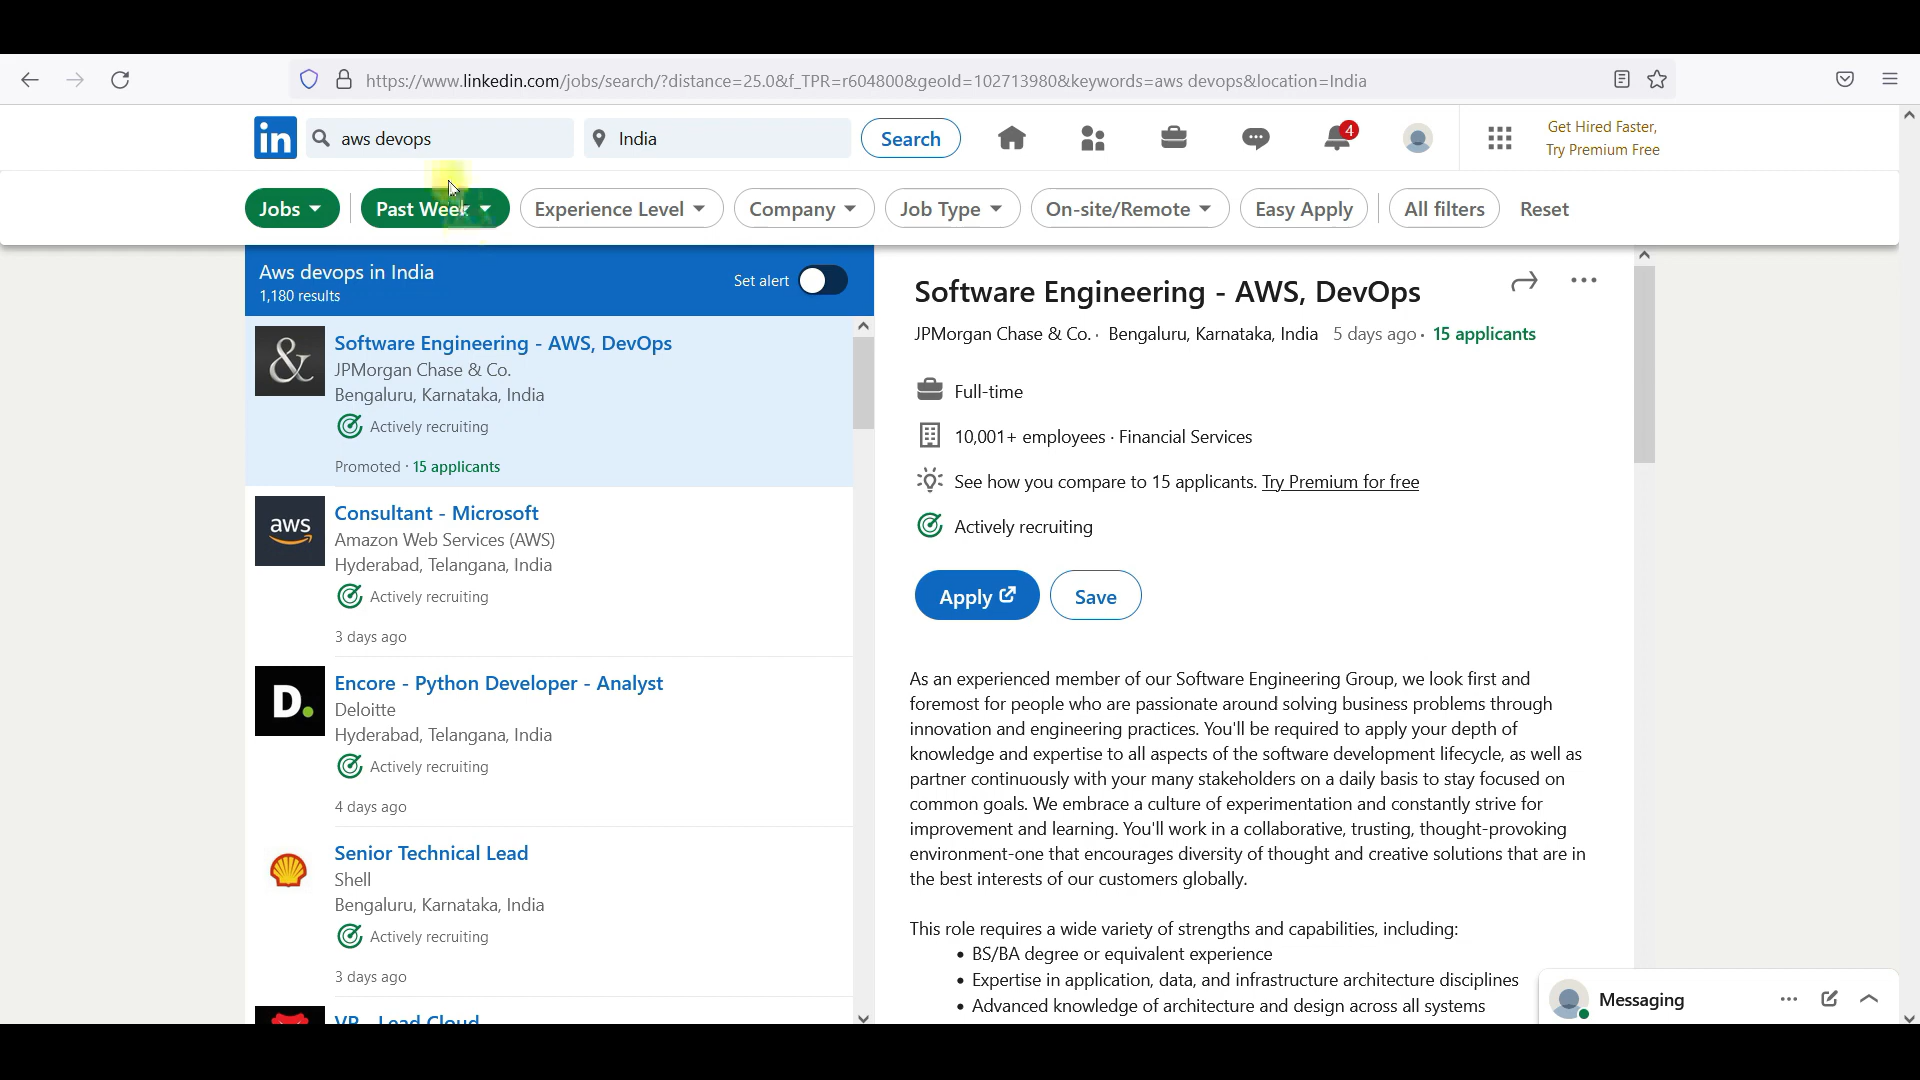 https://www.linkedin.com/jobs/search/?distance=25.0&f_TPR=r604800&geoId=102713980&keywords=aws devops&location=India
in
aws devops
India
Search
4
Get Hired Faster,
Try Premium Free
Jobs
Past Week
Experience Level
Company
Job Type
On-site/Remote
Easy Apply
All filters
Reset
Aws devops in India
1,180 results
Set alert
&
Software Engineering - AWS, DevOps
JPMorgan Chase & Co.
Bengaluru, Karnataka, India
Actively recruiting
Promoted · 15 applicants
aws
Consultant - Microsoft
Amazon Web Services (AWS)
Hyderabad, Telangana, India
Actively recruiting
3 days ago
D.
Encore - Python Developer - Analyst
Deloitte
Hyderabad, Telangana, India
Actively recruiting
4 days ago
Senior Technical Lead
Shell
Bengaluru, Karnataka, India
Actively recruiting
3 days ago
VP - Lead Cloud
Software Engineering - AWS, DevOps
JPMorgan Chase & Co. · Bengaluru, Karnataka, India 5 days ago · 15 applicants
Full-time
10,001+ employees · Financial Services
See how you compare to 15 applicants. Try Premium for free
Actively recruiting
Apply
Save
As an experienced member of our Software Engineering Group, we look first and
foremost for people who are passionate around solving business problems through
innovation and engineering practices. You'll be required to apply your depth of
knowledge and expertise to all aspects of the software development lifecycle, as well as
partner continuously with your many stakeholders on a daily basis to stay focused on
common goals. We embrace a culture of experimentation and constantly strive for
improvement and learning. You'll work in a collaborative, trusting, thought-provoking
environment-one that encourages diversity of thought and creative solutions that are in
the best interests of our customers globally.
This role requires a wide variety of strengths and capabilities, including:
• BS/BA degree or equivalent experience
• Expertise in application, data, and infrastructure architecture disciplines
• Advanced knowledge of architecture and design across all systems
Messaging